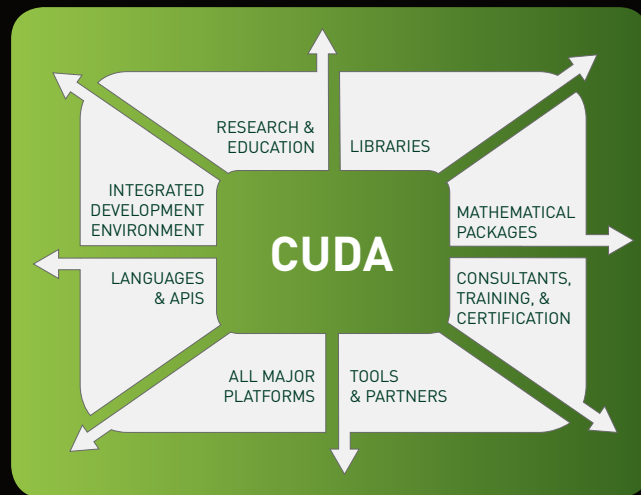 RESEARCH &
EDUCATION
LIBRARIES
INTEGRATED
DEVELOPMENT
ENVIRONMENT
MATHEMATICAL
PACKAGES
CUDA
LANGUAGES
& APIS
CONSULTANTS,
TRAINING, &
CERTIFICATION
ALL MAJOR
PLATFORMS
TOOLS
& PARTNERS